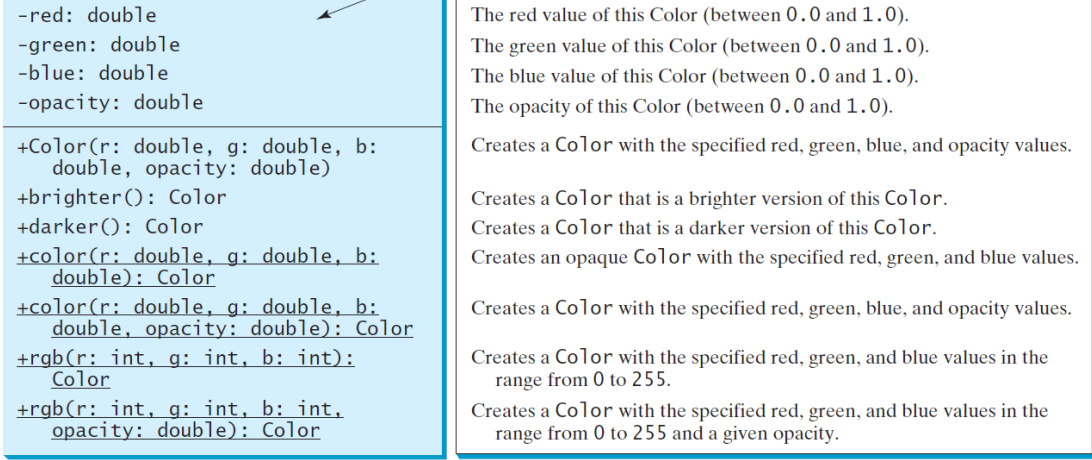 -red: double
The red value of this Color (between 0.0 and 1.0).
-green: double
The green value of this Color (between 0.0 and 1.0).
-blue: double
The blue value of this Color (between 0.0 and 1.0).
-opacity: double
The opacity of this Color (between 0.0 and 1.0).
+Color(r: double, g: double, b:
double, opacity: double)
Creates a Color with the specified red, green, blue, and opacity values.
+brighter(): Color
Creates a Color that is a brighter version of this Color.
+darker(): Color
Creates a Color that is a darker version of this Color.
+color(r: double, g: double, b:
double): Color
Creates an opaque Color with the specified red, green, and blue values.
+color(r: double, g: double, b:
double, opacity: double): Color
Creates a Color with the specified red, green, blue, and opacity values.
+rgb(r: int, g: int, b: int):
Color
Creates a Color with the specified red, green, and blue values in the
range from 0 to 255.
+rgb(r: int, g: int, b: int,
opacity: double): Color
Creates a Color with the specified red, green, and blue values in the
range from 0 to 255 and a given opacity.